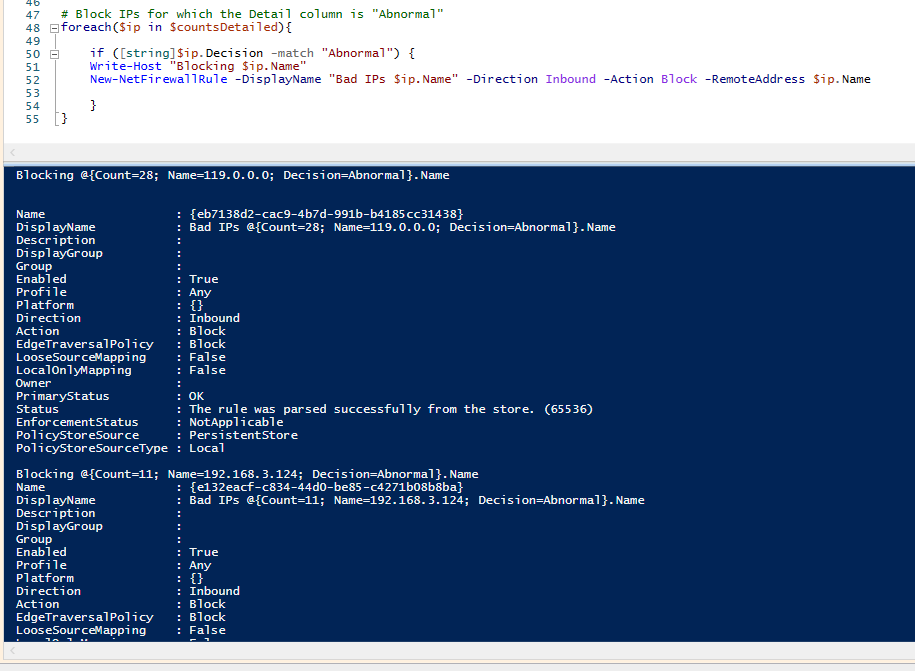 46
47 # Block IPs for which the Detail column is "Abnormal"
48 foreach($ip in $countsDetailed){
49
50 if ([string]$ip.Decision -match "Abnormal") {
51 Write-Host "Blocking $ip.Name"
52 New-NetFirewallRule -DisplayName "Bad IPs $ip.Name" -Direction Inbound -Action Block -RemoteAddress $ip.Name
53
54 }
55 }
Blocking @{Count=28; Name=119.0.0.0; Decision=Abnormal}.Name
Name : {eb7138d2-cac9-4b7d-991b-b4185cc31438}
DisplayName : Bad IPs @{Count=28; Name=119.0.0.0; Decision=Abnormal}.Name
Description :
DisplayGroup :
Group :
Enabled : True
Profile : Any
Platform : {}
Direction : Inbound
Action : Block
EdgeTraversalPolicy : Block
LooseSourceMapping : False
LocalOnlyMapping : False
Owner :
PrimaryStatus : OK
Status : The rule was parsed successfully from the store. (65536)
EnforcementStatus : NotApplicable
PolicyStoreSource : PersistentStore
PolicyStoreSourceType : Local
Blocking @{Count=11; Name=192.168.3.124; Decision=Abnormal}.Name
Name : {e132eacf-c834-44d0-be85-c4271b08b8ba}
DisplayName : Bad IPs @{Count=11; Name=192.168.3.124; Decision=Abnormal}.Name
Description :
DisplayGroup :
Group :
Enabled : True
Profile : Any
Platform : {}
Direction : Inbound
Action : Block
EdgeTraversalPolicy : Block
LooseSourceMapping : False